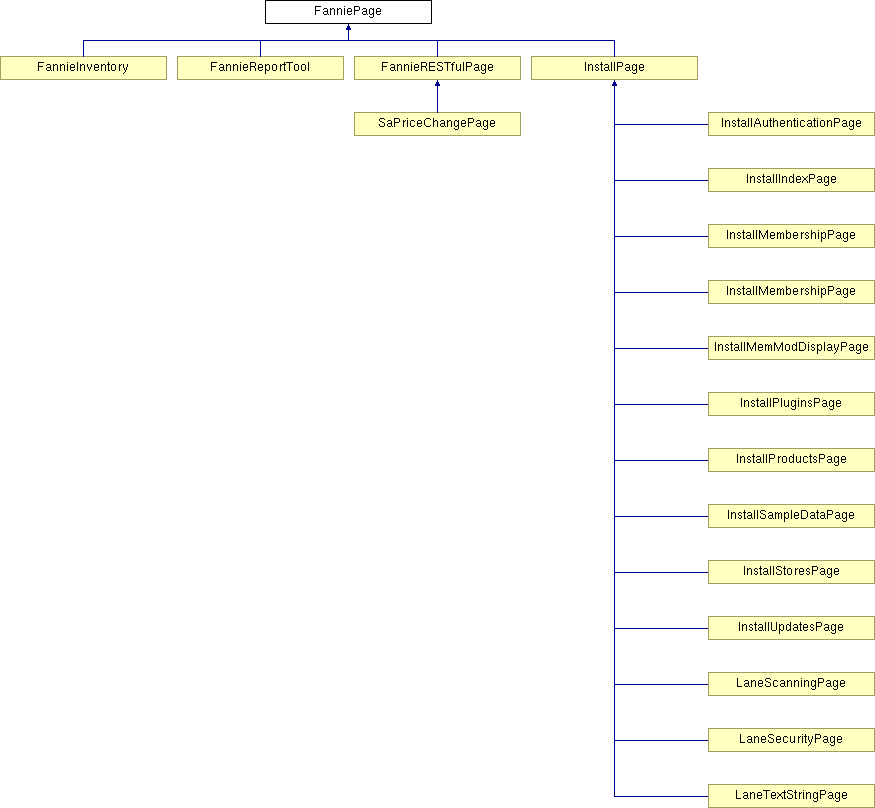 FanniePage
FannieInventory
FannieReportTool
FannieRESTfulPage
InstallPage
SaPriceChangePage
InstallAuthenticationPage
InstallIndexPage
InstallMembershipPage
InstallMembershipPage
InstallMemModDisplayPage
InstallPluginsPage
InstallProductsPage
InstallSampleDataPage
InstallStoresPage
InstallUpdatesPage
LaneScanningPage
LaneSecurityPage
LaneTextStringPage